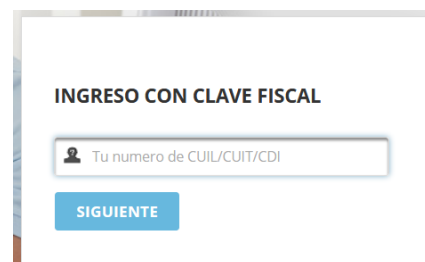 INGRESO CON CLAVE FISCAL
Tu numero de CUIL/CUIT/CDI
SIGUIENTE